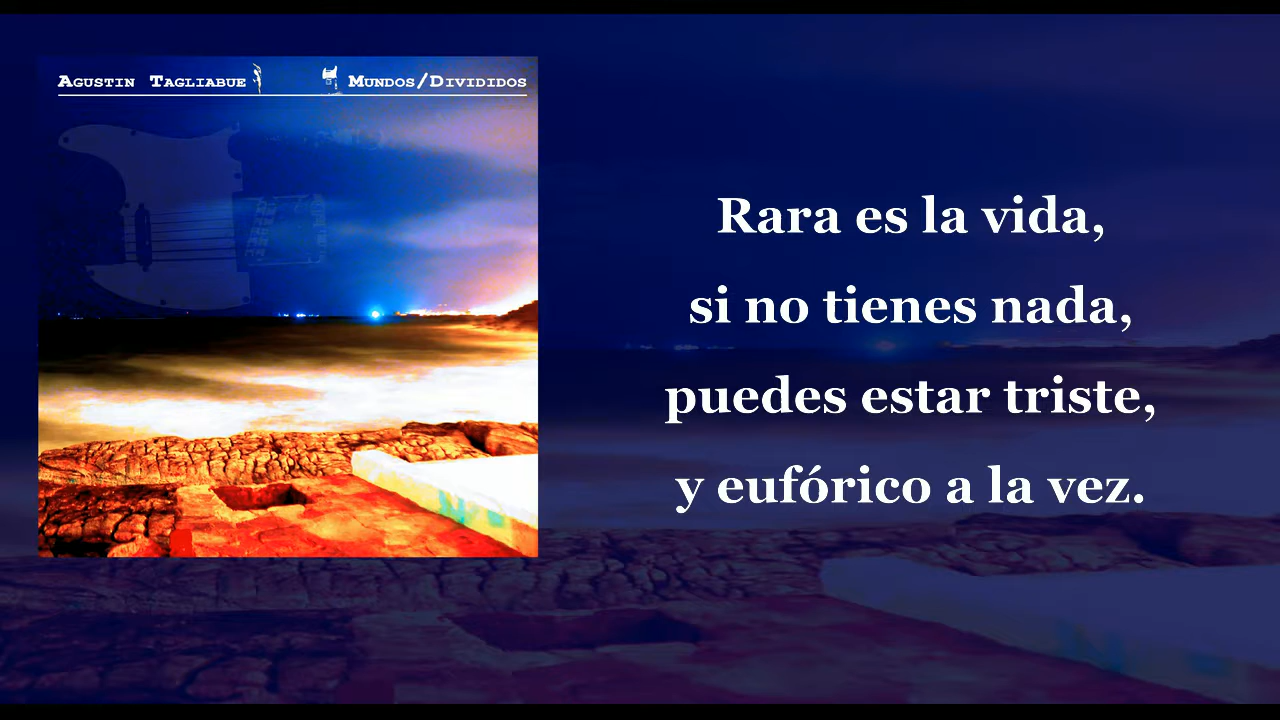 Agustin Tagliabue Mundos/Divididos
Rara es la vida,
si no tienes nada,
puedes estar triste,
y eufórico a la vez.